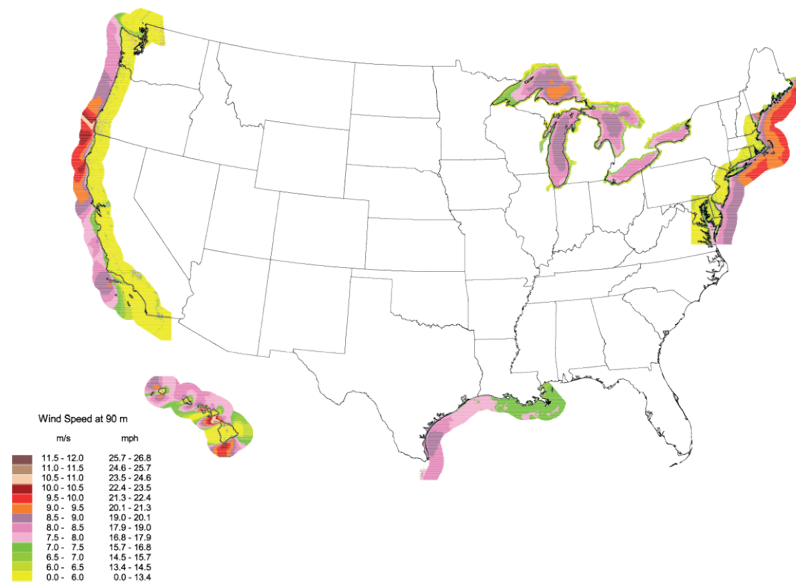 Wind Speed at 90 m
m/s mph
11.5 - 12.0 25.7 - 26.8
11.0 - 11.5 24.6 - 25.7
10.5 - 11.0 23.5 - 24.6
10.0 - 10.5 22.4 - 23.5
9.5 - 10.0 21.3 - 22.4
9.0 - 9.5 20.1 - 21.3
8.5 - 9.0 19.0 - 20.1
8.0 - 8.5 17.9 - 19.0
7.5 - 8.0 16.8 - 17.9
7.0 - 7.5 15.7 - 16.8
6.5 - 7.0 14.5 - 15.7
6.0 - 6.5 13.4 - 14.5
0.0 - 6.0 0.0 - 13.4